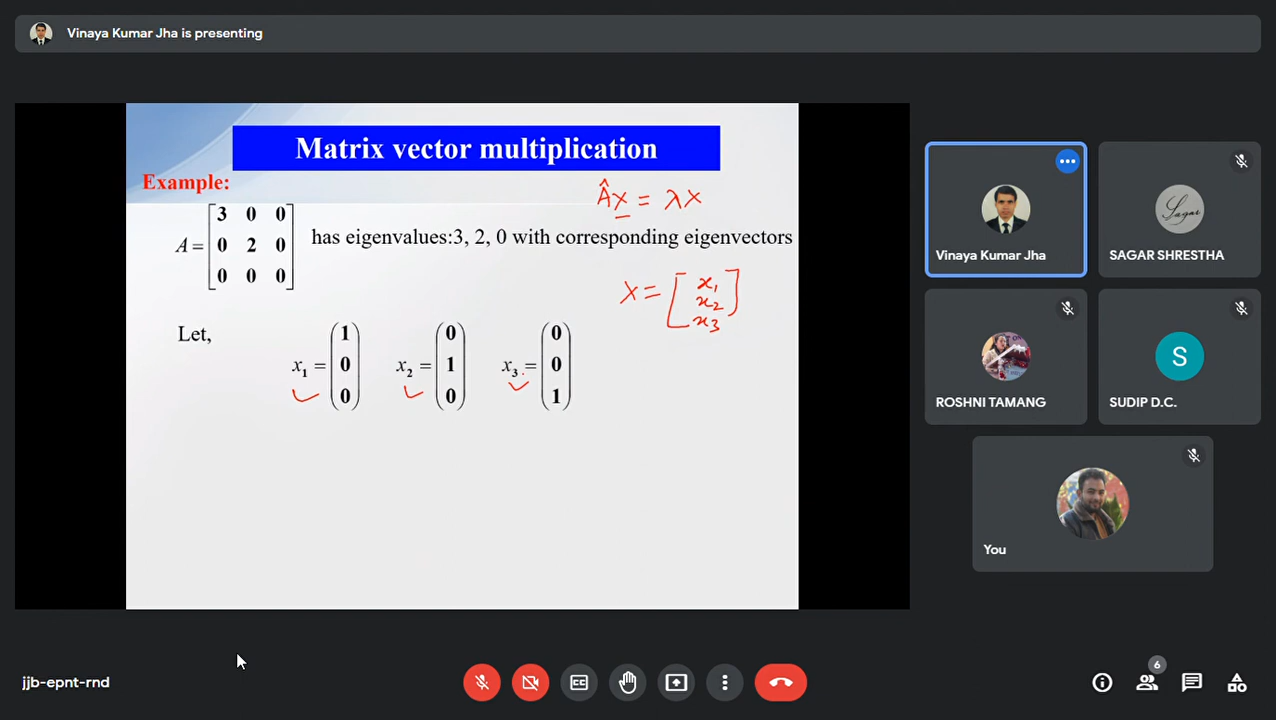 Vinaya Kumar Jha is presenting
Matrix vector multiplication
Example:
Âx = λx
A = [3 0 0
0 2 0
0 0 0]
has eigenvalues:3, 2, 0 with corresponding eigenvectors
x = [x₁
x₂
x₃]
Let,
x₁ = (1 0 0) x₂ = (0 1 0) x₃ = (0 0 1)
Vinaya Kumar Jha
Sagar
SAGAR SHRESTHA
ROSHNI TAMANG
S
SUDIP D.C.
You
jjb-epnt-rnd
CC
6